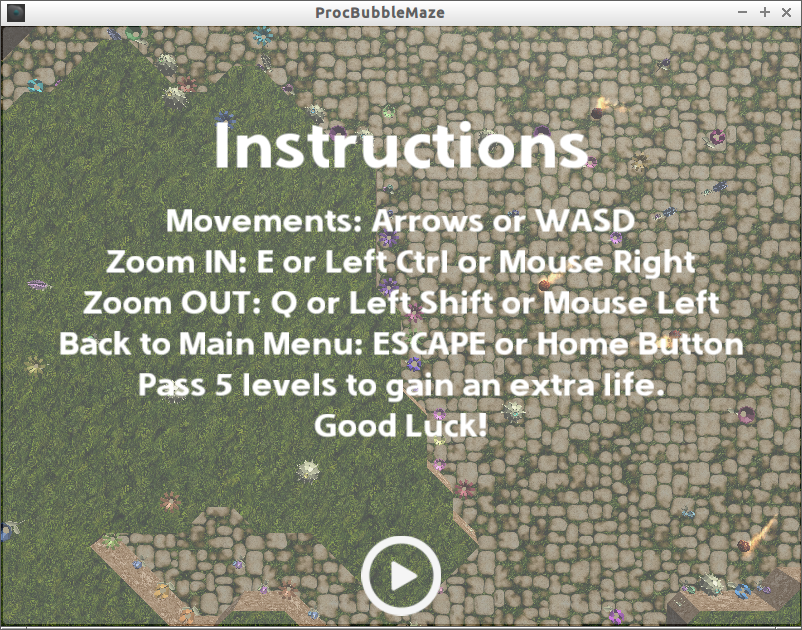 ProcBubbleMaze
Instructions
Movements: Arrows or WASD
Zoom IN: E or Left Ctrl or Mouse Right
Zoom OUT: Q or Left Shift or Mouse Left
Back to Main Menu: ESCAPE or Home Button
Pass 5 levels to gain an extra life.
Good Luck!